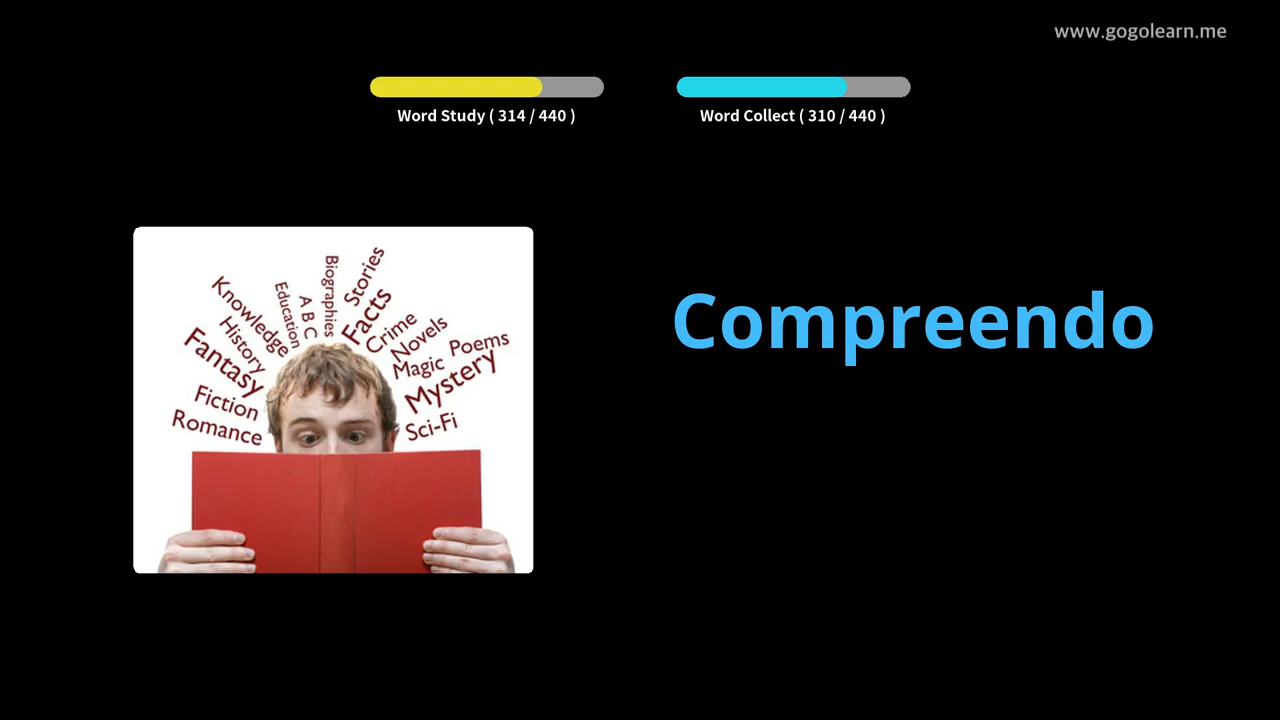 www.gogolearn.me
Word Study ( 314 / 440 )
Word Collect ( 310 / 440 )
Compreendo
Biographies
Stories
Education
A B C
Facts
Knowledge
Crime
History
Novels
Fantasy
Magic
Poems
Mystery
Fiction
Romance
Sci-Fi